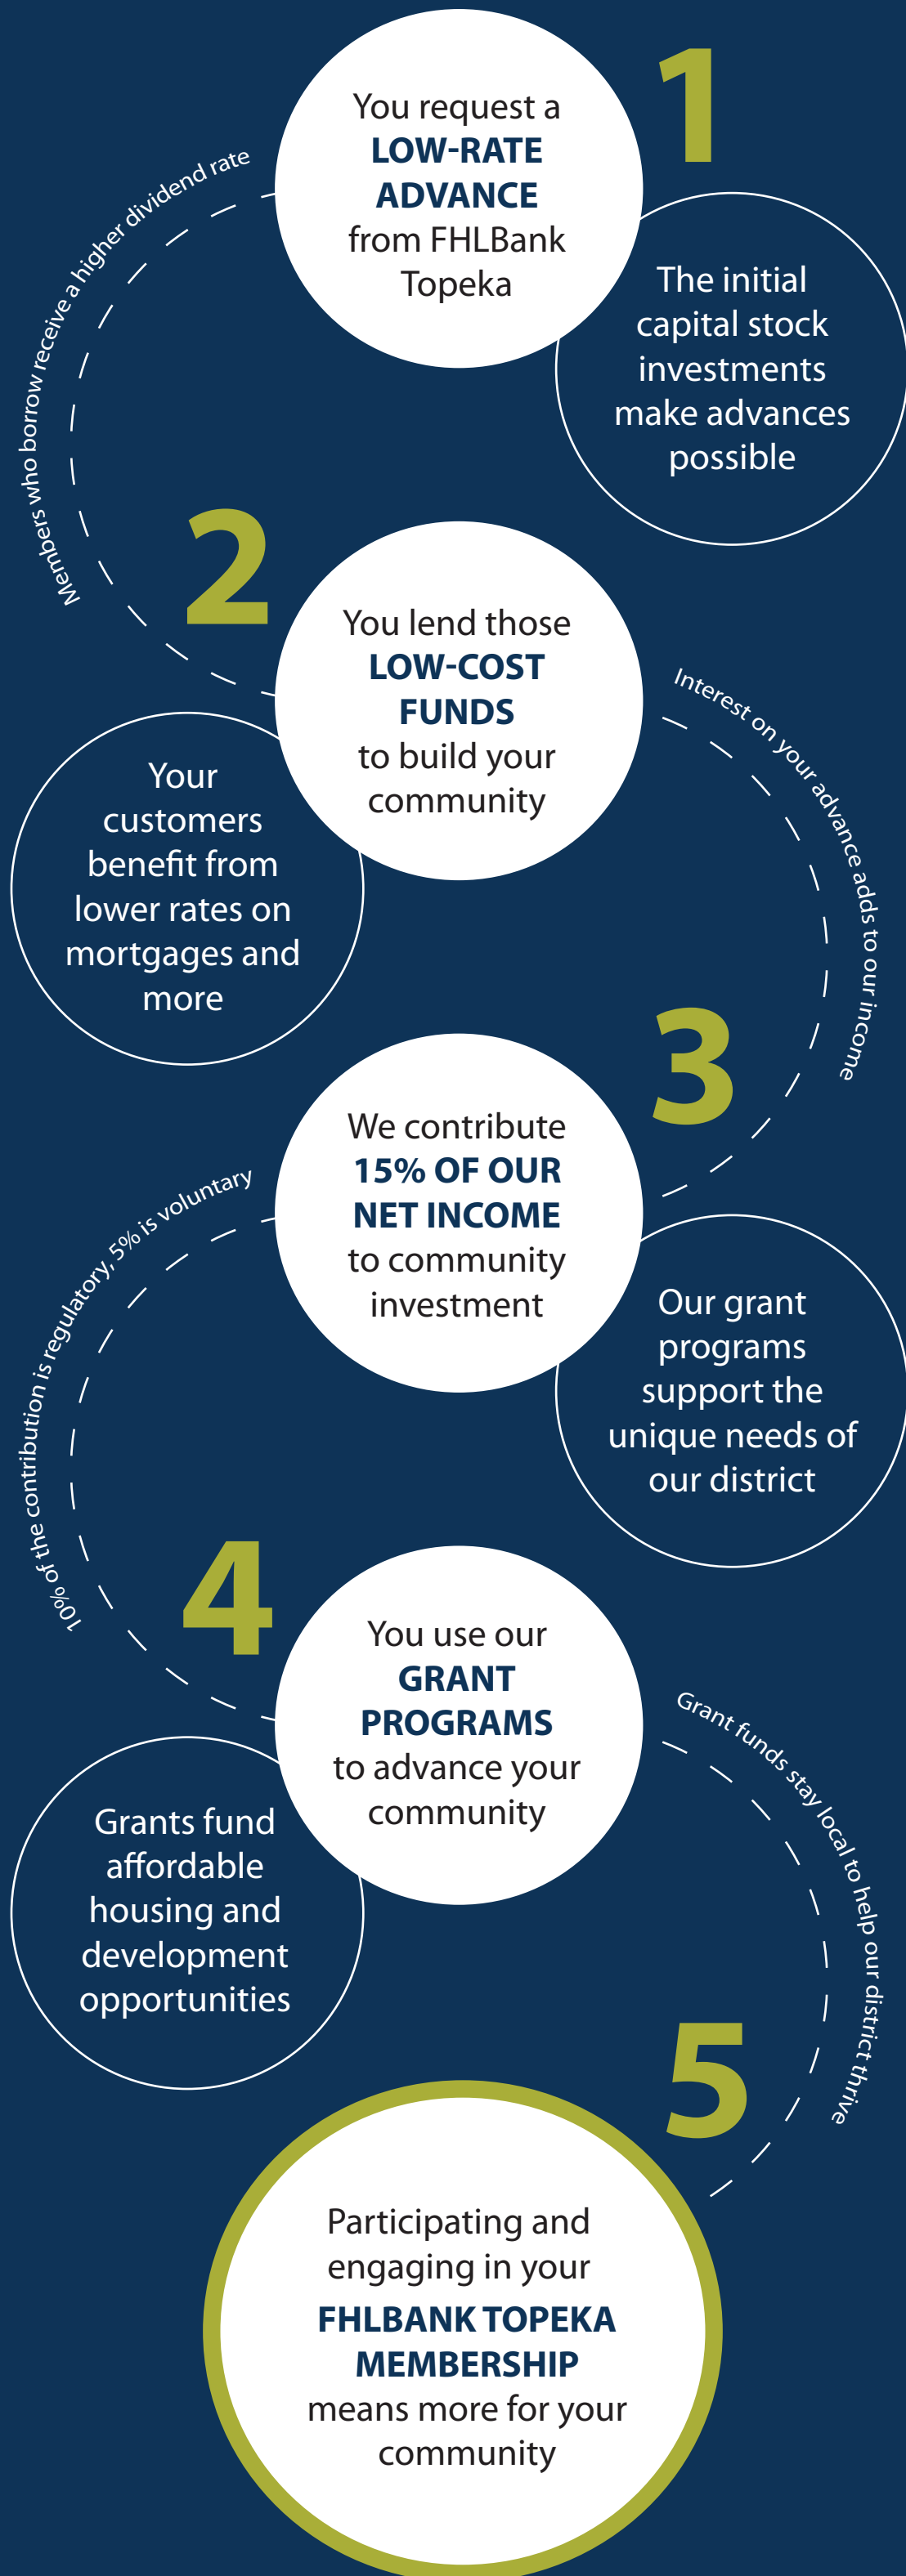 1
You request a
LOW-RATE
ADVANCE
from FHLBank
Topeka
The initial
capital stock
investments
make advances
possible
Members who borrow receive a higher dividend rate
2
You lend those
LOW-COST
FUNDS
to build your
community
Your
customers
benefit from
lower rates on
mortgages and
more
Interest on your advance adds to our income
3
We contribute
15% OF OUR
NET INCOME
to community
investment
Our grant
programs
support the
unique needs of
our district
10% of the contribution is regulatory, 5% is voluntary
4
You use our
GRANT
PROGRAMS
to advance your
community
Grants fund
affordable
housing and
development
opportunities
Grant funds stay local to help our district thrive
5
Participating and
engaging in your
FHLBANK TOPEKA
MEMBERSHIP
means more for your
community